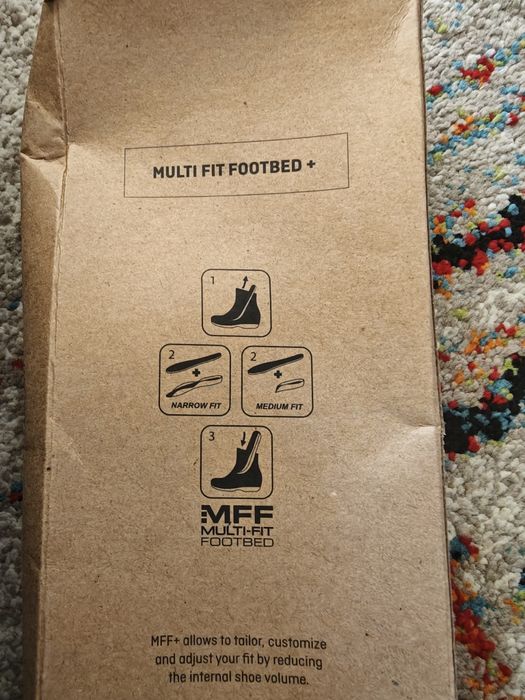 MULTI FIT FOOTBED +
1
2
+
NARROW FIT
2
+
MEDIUM FIT
3
MFF
MULTI-FIT
FOOTBED
MFF+ allows to tailor, customize
and adjust your fit by reducing
the internal shoe volume.